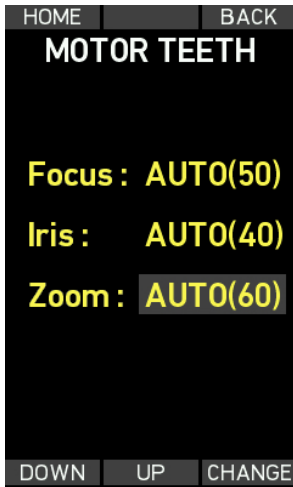 HOME BACK
MOTOR TEETH
Focus : AUTO(50)
Iris : AUTO(40)
Zoom : AUTO(60)
DOWN UP CHANGE